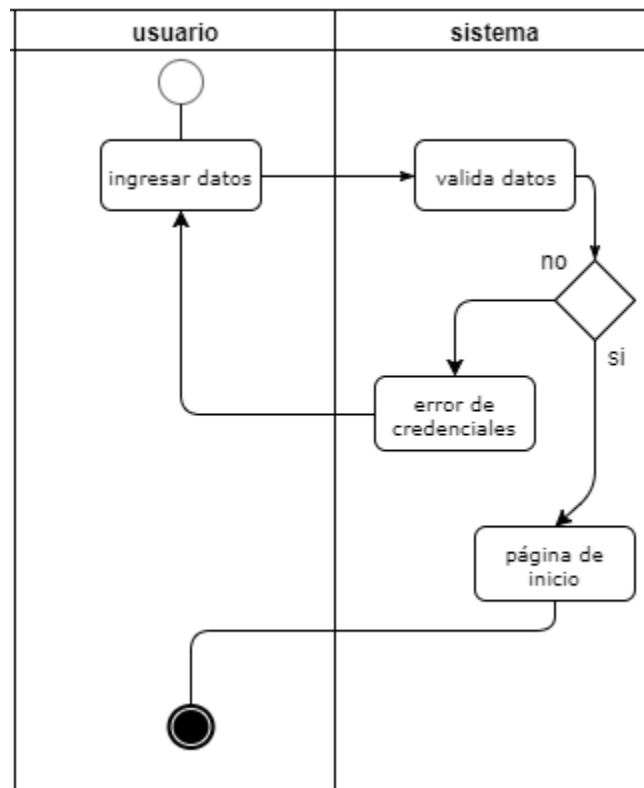 usuario
sistema
ingresar datos
valida datos
no
si
error de
credenciales
página de
inicio